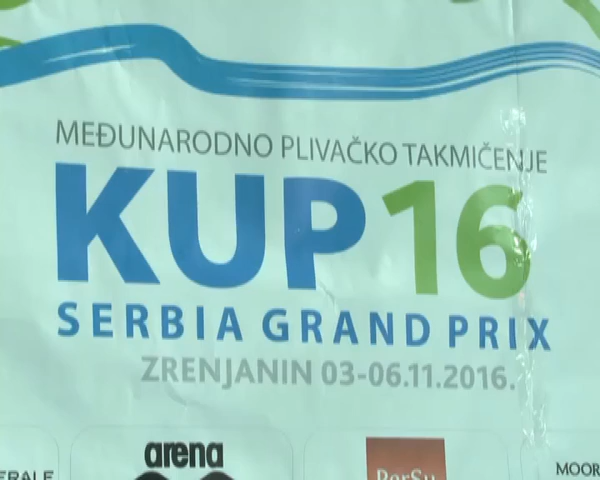 MEĐUNARODNO PLIVAČKO TAKMIČENJE
KUP16
SERBIA GRAND PRIX
ZRENJANIN 03-06.11.2016.
arena